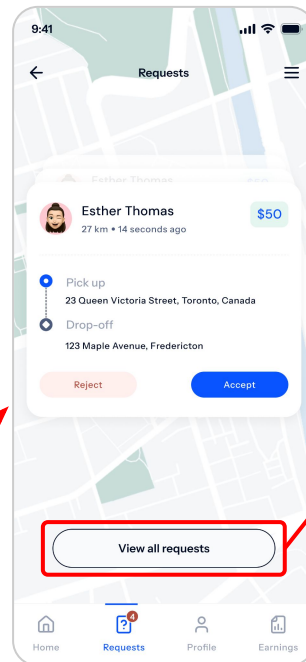 9:41
Requests
Esther Thomas
Esther Thomas
$50
27 km • 14 seconds ago
Pick up
23 Queen Victoria Street, Toronto, Canada
Drop-off
123 Maple Avenue, Fredericton
Reject
Accept
View all requests
4
Home
Requests
Profile
Earnings